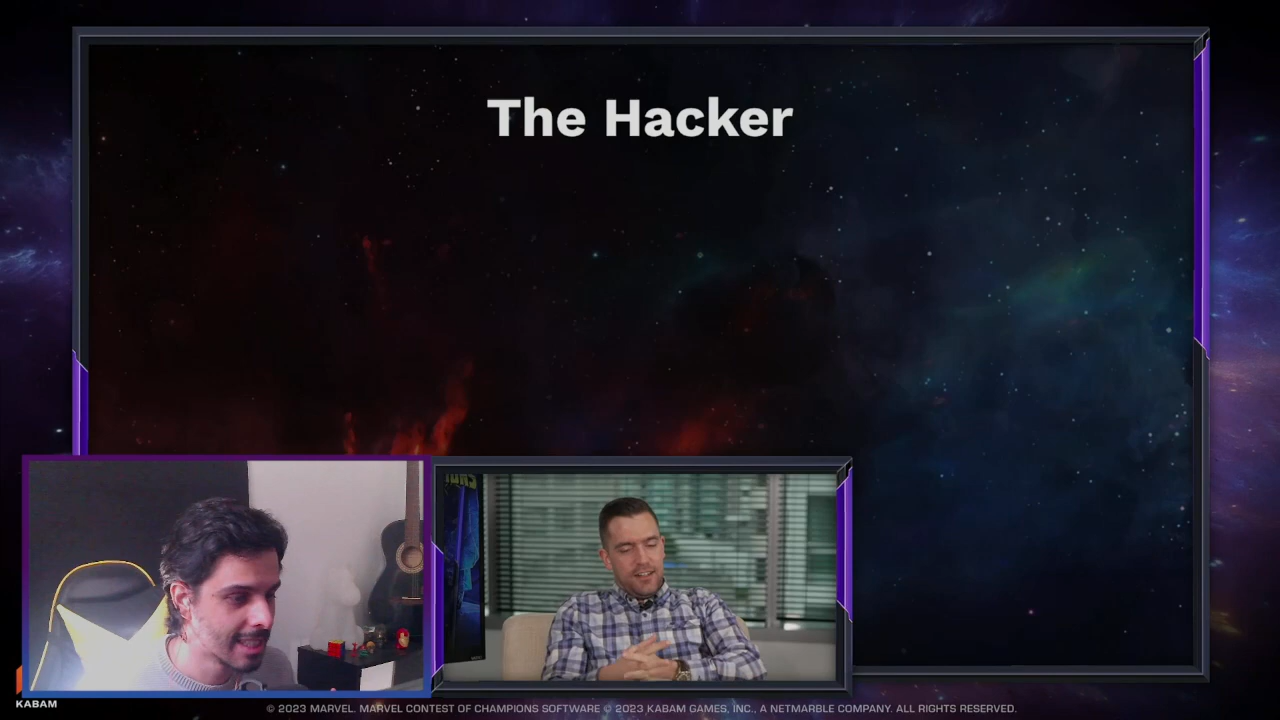 The Hacker
KABAM
© 2023 MARVEL. MARVEL CONTEST OF CHAMPIONS SOFTWARE © 2023 KABAM GAMES, INC., A NETMARBLE COMPANY. ALL RIGHTS RESERVED.